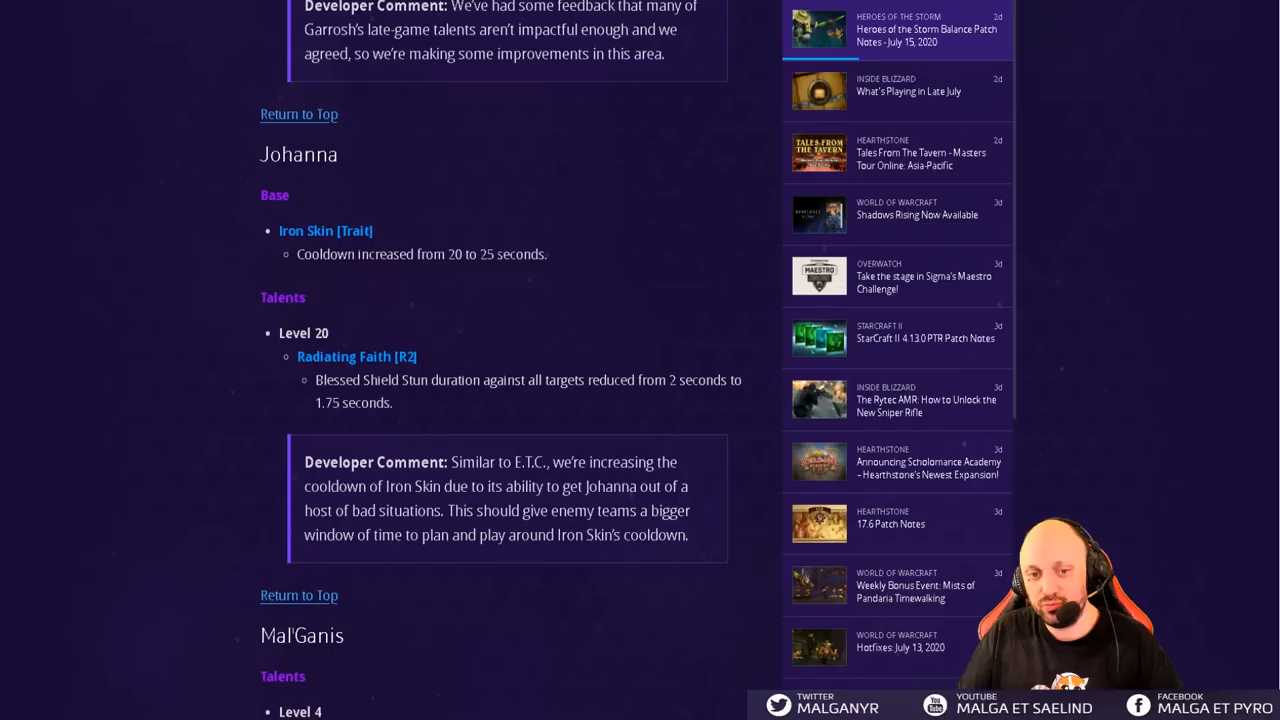 Developer Comment: We've had some feedback that many of
Garrosh's late-game talents aren't impactful enough and we
agreed, so we're making some improvements in this area.
Return to Top
Johanna
Base
• Iron Skin [Trait]
Cooldown increased from 20 to 25 seconds.
Talents
• Level 20
Radiating Faith [R2]
Blessed Shield Stun duration against all targets reduced from 2 seconds to
1.75 seconds.
Developer Comment: Similar to E.T.C., we're increasing the
cooldown of Iron Skin due to its ability to get Johanna out of a
host of bad situations. This should give enemy teams a bigger
window of time to plan and play around Iron Skin's cooldown.
Return to Top
Mal'Ganis
Talents
• Level 4
HEROES OF THE STORM 2d
Heroes of the Storm Balance Patch
Notes - July 15, 2020
INSIDE BLIZZARD 2d
What's Playing in Late July
HEARTHSTONE 2d
Tales From The Tavern - Masters
Tour Online: Asia-Pacific
TALES FROM
THE TAVERN
WORLD OF WARCRAFT 3d
Shadows Rising Now Available
OVERWATCH 3d
Take the stage in Sigma's Maestro
Challenge!
MAESTRO
STARCRAFT II 3d
StarCraft II 4.13.0 PTR Patch Notes
INSIDE BLIZZARD 3d
The Rytec AMR: How to Unlock the
New Sniper Rifle
HEARTHSTONE 3d
Announcing Scholomance Academy
– Hearthstone's Newest Expansion!
HEARTHSTONE 3d
17.6 Patch Notes
WORLD OF WARCRAFT 3d
Weekly Bonus Event: Mists of
Pandaria Timewalking
WORLD OF WARCRAFT
Hotfixes: July 13, 2020
TWITTER
MALGANYR
YOUTUBE
MALGA ET SAELIND
FACEBOOK
MALGA ET PYRO